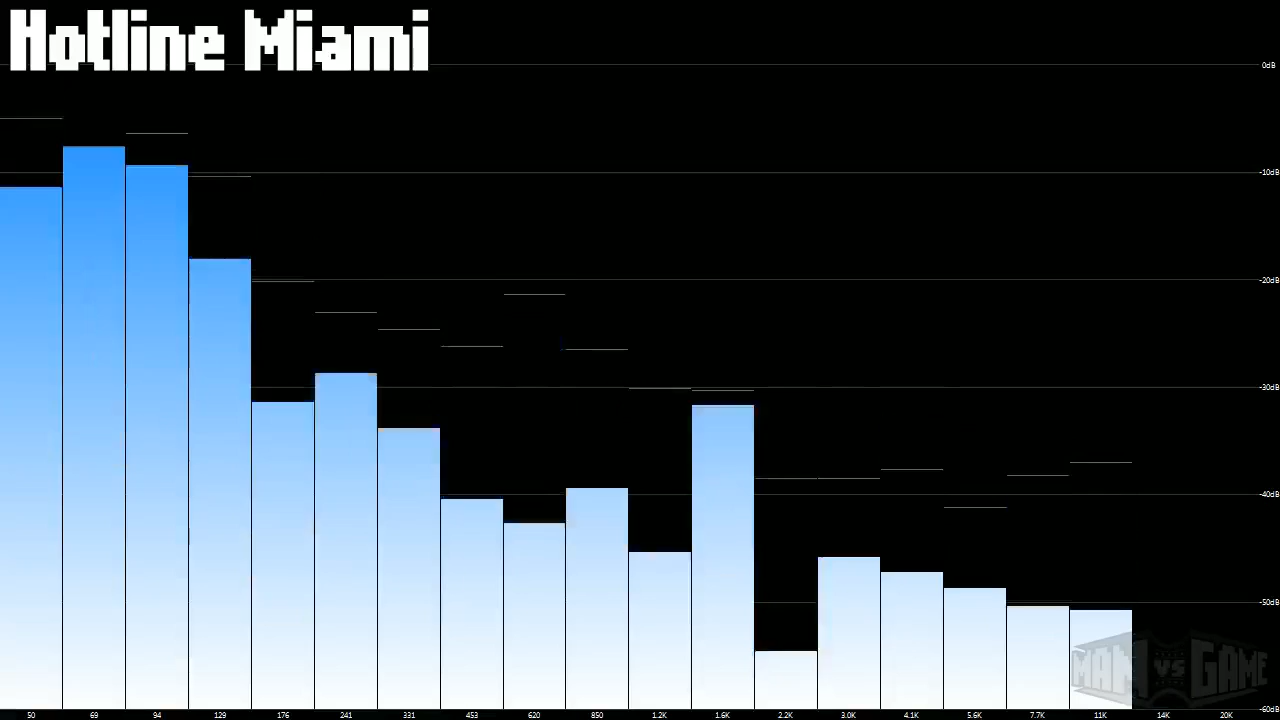 Hotline Miami
0dB
-10dB
-20dB
-30dB
-40dB
-50dB
-60dB
50 69 94 129 176 241 331 453 620 850 1.2K 1.6K 2.2K 3.0K 4.1K 5.6K 7.7K 11K 14K 20K
MAN VS GAME